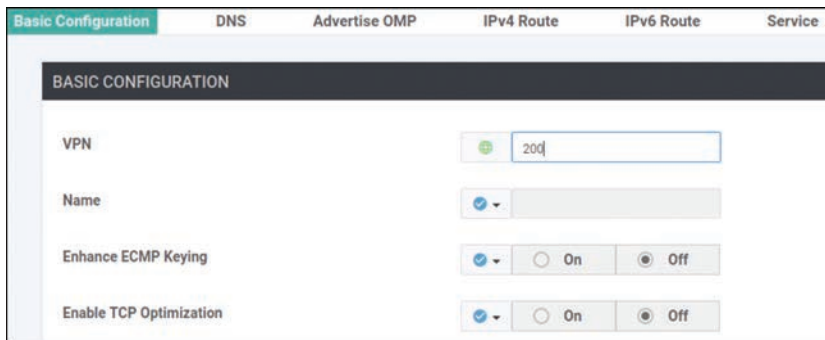 Basic Configuration DNS Advertise OMP IPv4 Route IPv6 Route Service
BASIC CONFIGURATION
VPN 200
Name
Enhance ECMP Keying On Off
Enable TCP Optimization On Off